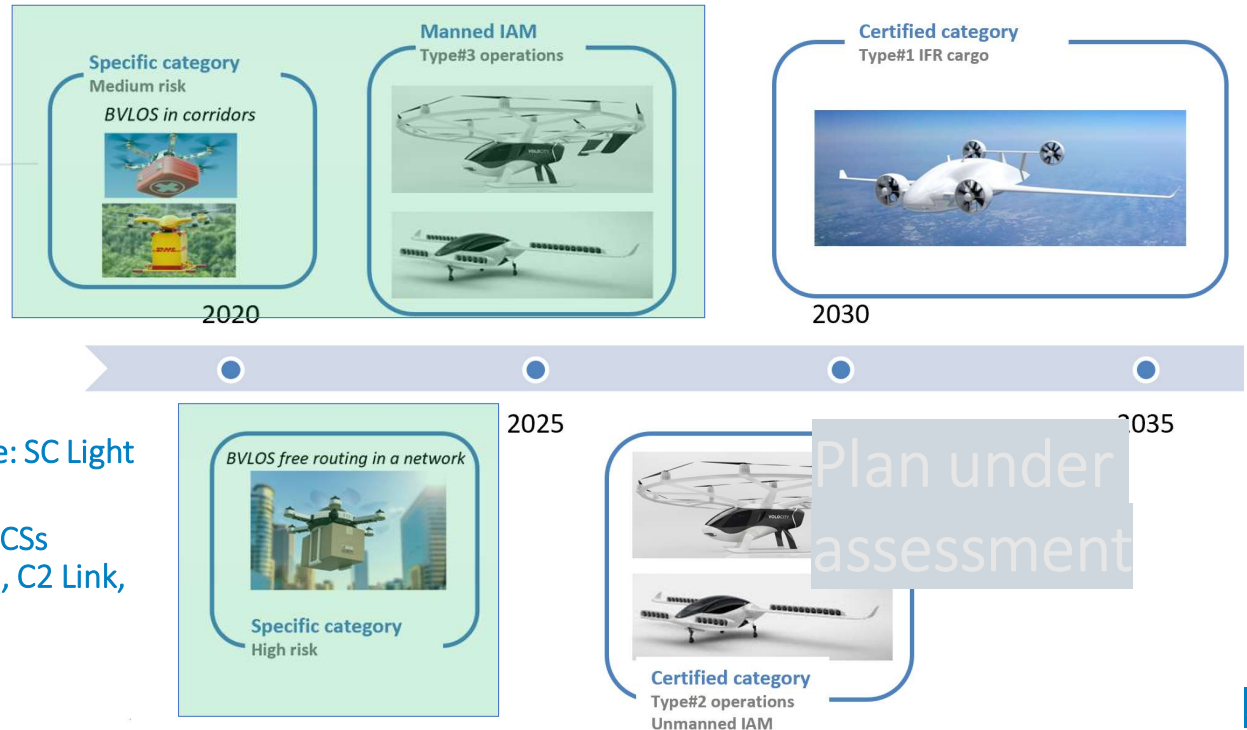 Specific category
Medium risk
BVLOS in corridors
Manned IAM
Type#3 operations
VOLOCITY
Certified category
Type#1 IFR cargo
2020
2030
2025
e: SC Light
CSs
, C2 Link,
BVLOS free routing in a network
Specific category
High risk
VOLOCITY
Plan under
assessment
Certified category
Type#2 operations
Unmanned IAM